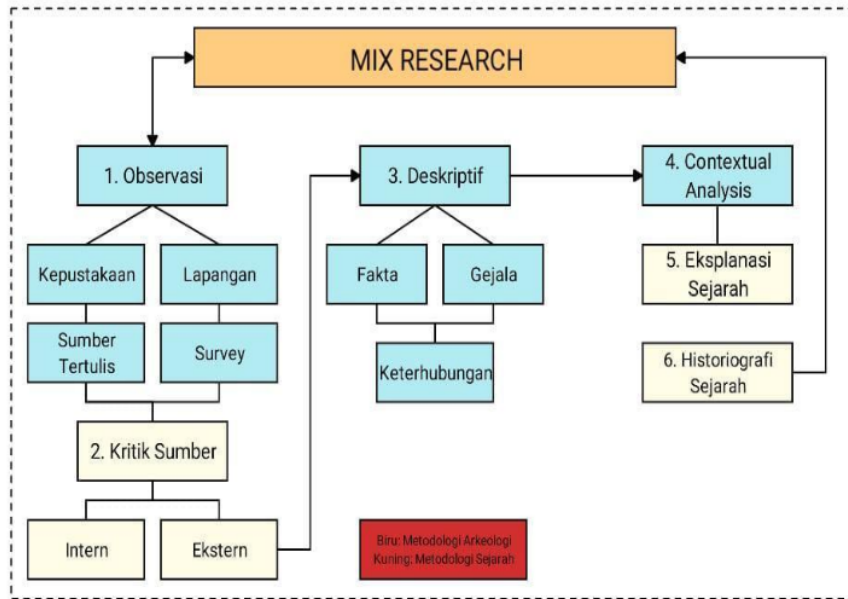 MIX RESEARCH
1. Observasi
Kepustakaan
Lapangan
Sumber
Tertulis
Survey
2. Kritik Sumber
Intern
Ekstern
3. Deskriptif
Fakta
Gejala
Keterhubungan
4. Contextual
Analysis
5. Eksplanasi
Sejarah
6. Historiografi
Sejarah
Biru: Metodologi Arkeologi
Kuning: Metodologi Sejarah